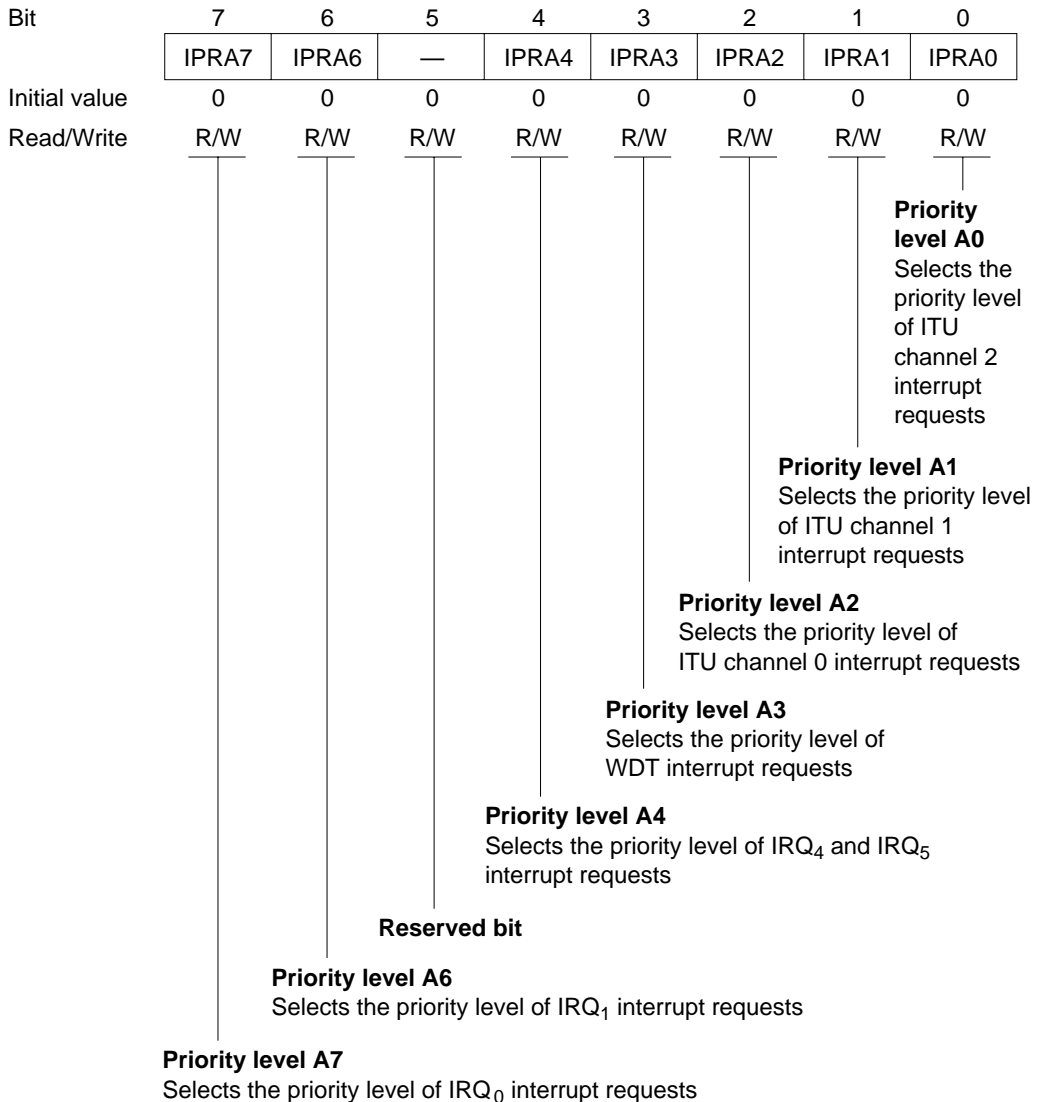 Bit 7 6 5 4 3 2 1 0
IPRA7 IPRA6 — IPRA4 IPRA3 IPRA2 IPRA1 IPRA0
Initial value 0 0 0 0 0 0 0 0
Read/Write R/W R/W R/W R/W R/W R/W R/W R/W
Priority
level A0
Selects the
priority level
of ITU
channel 2
interrupt
requests
Priority level A1
Selects the priority level
of ITU channel 1
interrupt requests
Priority level A2
Selects the priority level of
ITU channel 0 interrupt requests
Priority level A3
Selects the priority level of
WDT interrupt requests
Priority level A4
Selects the priority level of IRQ4 and IRQ5
interrupt requests
Reserved bit
Priority level A6
Selects the priority level of IRQ1 interrupt requests
Priority level A7
Selects the priority level of IRQ0 interrupt requests